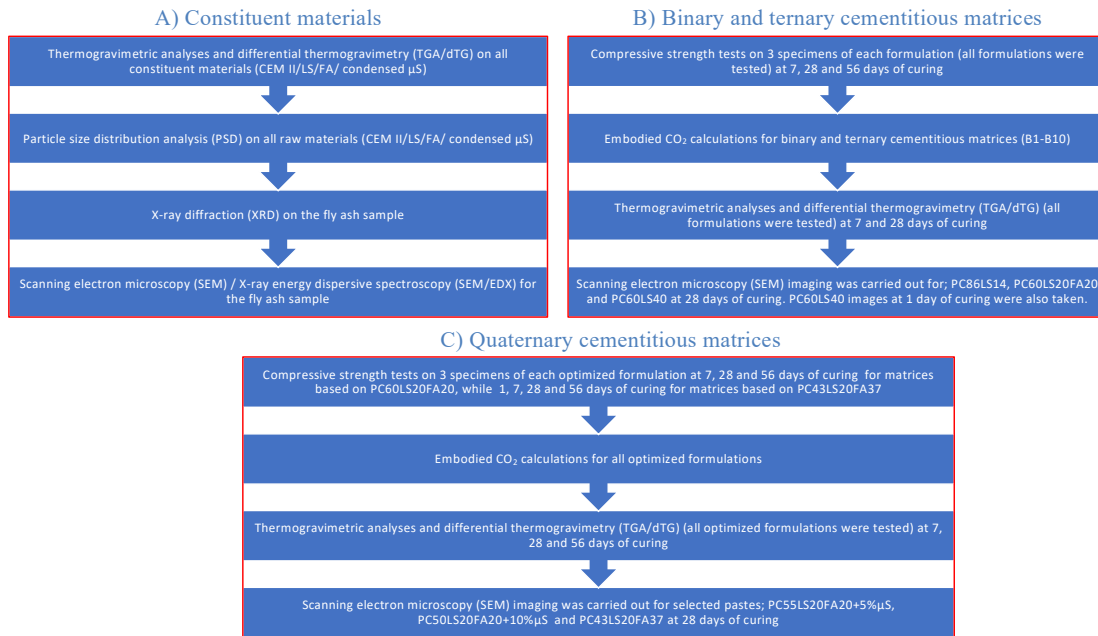 A) Constituent materials
Thermogravimetric analyses and differential thermogravimetry (TGA/dTG) on all
constituent materials (CEM II/LS/FA/ condensed µS)
Particle size distribution analysis (PSD) on all raw materials (CEM II/LS/FA/ condensed µS)
X-ray diffraction (XRD) on the fly ash sample
Scanning electron microscopy (SEM) / X-ray energy dispersive spectroscopy (SEM/EDX) for
the fly ash sample
B) Binary and ternary cementitious matrices
Compressive strength tests on 3 specimens of each formulation (all formulations were
tested) at 7, 28 and 56 days of curing
Embodied CO₂ calculations for binary and ternary cementitious matrices (B1-B10)
Thermogravimetric analyses and differential thermogravimetry (TGA/dTG) (all
formulations were tested) at 7 and 28 days of curing
Scanning electron microscopy (SEM) imaging was carried out for; PC86LS14, PC60LS20FA20
and PC60LS40 at 28 days of curing. PC60LS40 images at 1 day of curing were also taken.
C) Quaternary cementitious matrices
Compressive strength tests on 3 specimens of each optimized formulation at 7, 28 and 56 days of curing for matrices
based on PC60LS20FA20, while 1, 7, 28 and 56 days of curing for matrices based on PC43LS20FA37
Embodied CO₂ calculations for all optimized formulations
Thermogravimetric analyses and differential thermogravimetry (TGA/dTG) (all optimized formulations were tested) at 7,
28 and 56 days of curing
Scanning electron microscopy (SEM) imaging was carried out for selected pastes; PC55LS20FA20+5%µS,
PC50LS20FA20+10%µS and PC43LS20FA37 at 28 days of curing